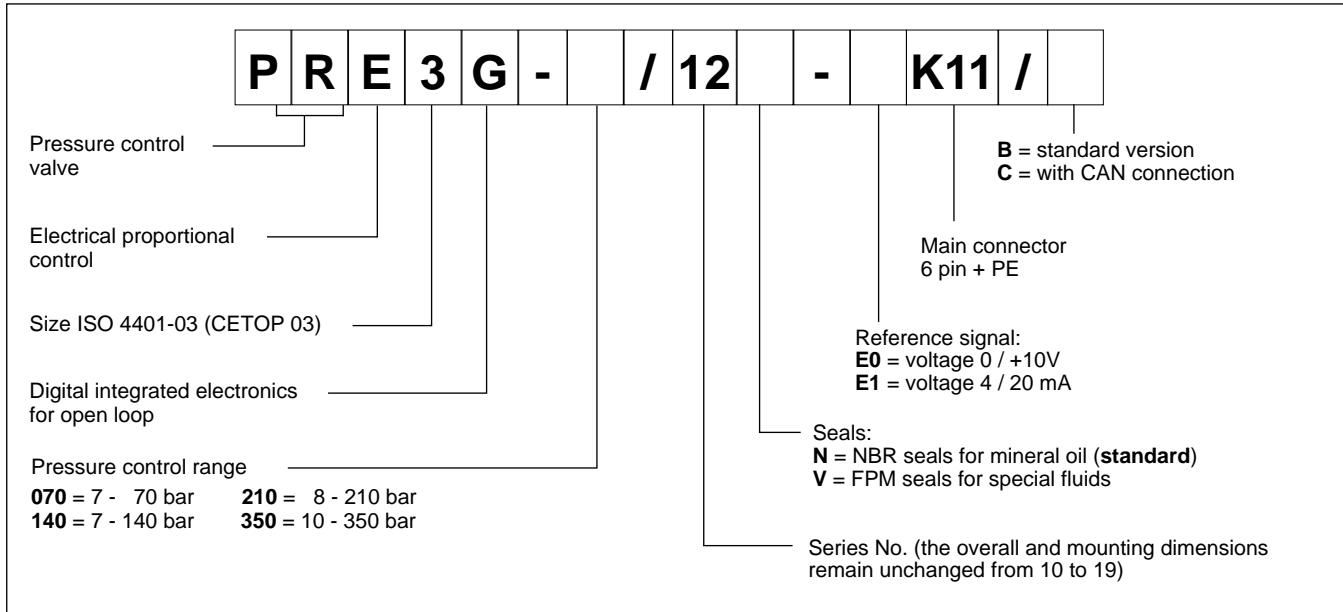 PRE3G- /12 - K11/
Pressure control
valve
Electrical proportional
control
Size ISO 4401-03 (CETOP 03)
Digital integrated electronics
for open loop
Pressure control range
070 = 7 - 70 bar 210 = 8 - 210 bar
140 = 7 - 140 bar 350 = 10 - 350 bar
B = standard version
C = with CAN connection
Main connector
6 pin + PE
Reference signal:
E0 = voltage 0 / +10V
E1 = voltage 4 / 20 mA
Seals:
N = NBR seals for mineral oil (standard)
V = FPM seals for special fluids
Series No. (the overall and mounting dimensions
remain unchanged from 10 to 19)